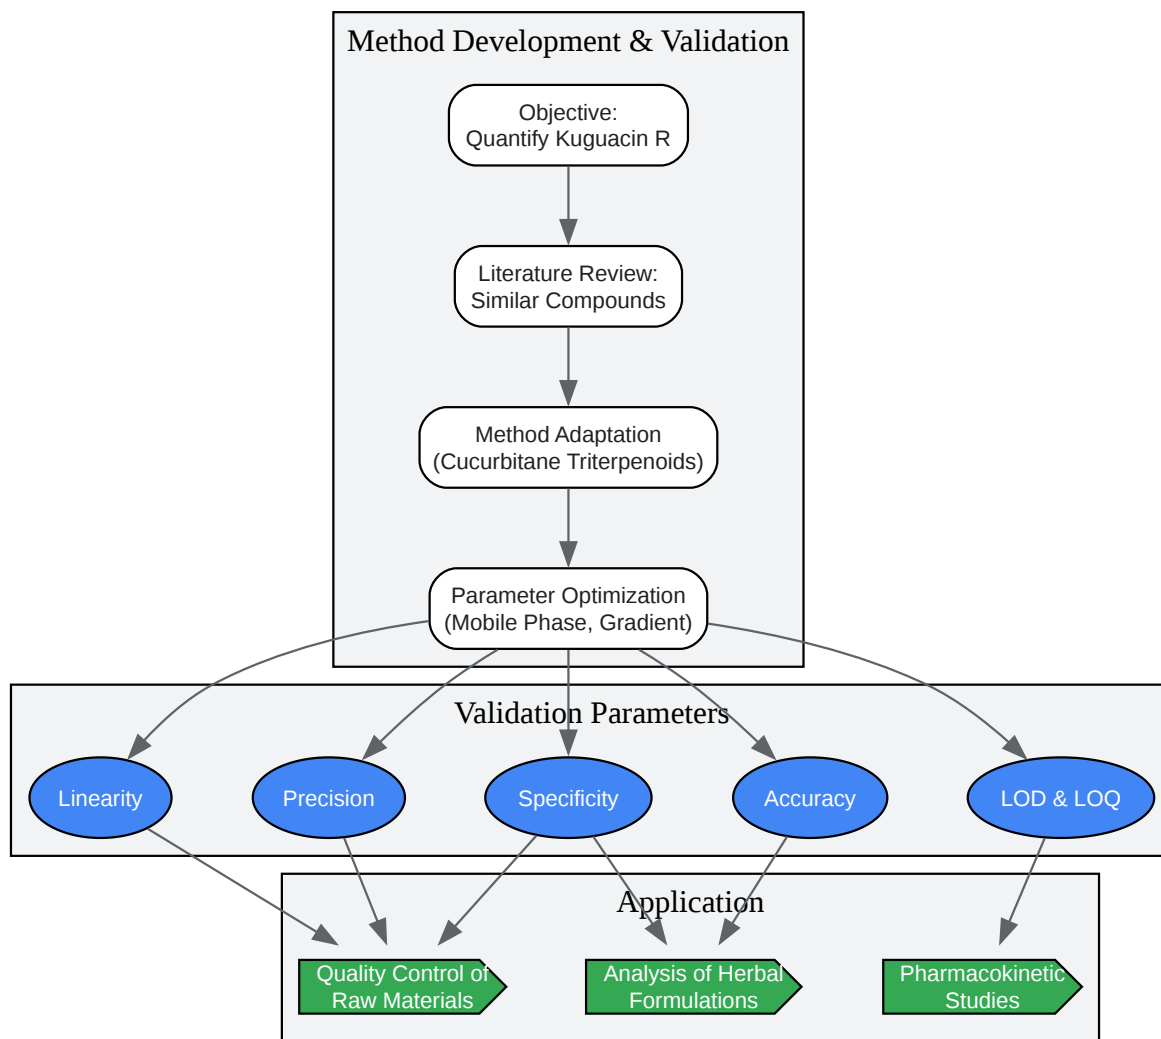 Method Development & Validation
Objective:
Quantify Kuguacin R
Literature Review:
Similar Compounds
Method Adaptation
(Cucurbitane Triterpenoids)
Parameter Optimization
(Mobile Phase, Gradient)
Validation Parameters
Linearity
Precision
Specificity
Accuracy
LOD & LOQ
Application
Quality Control of
Raw Materials
Analysis of Herbal
Formulations
Pharmacokinetic
Studies